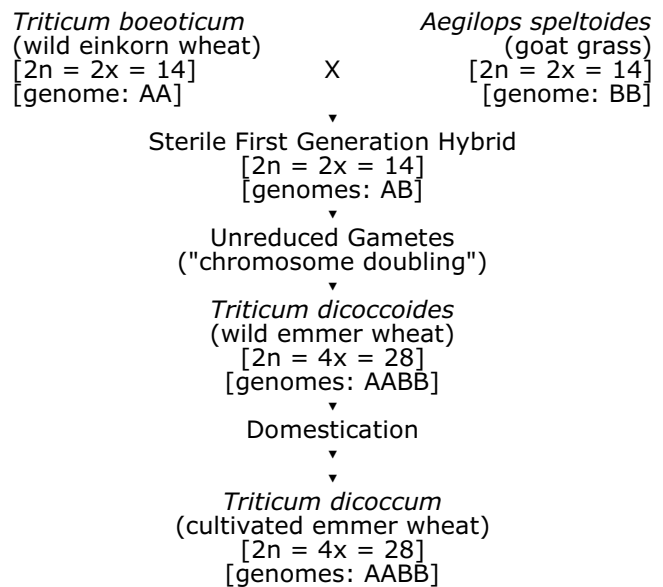 Triticum boeoticum
(wild einkorn wheat)
[2n = 2x = 14]
[genome: AA]
X
Aegilops speltoides
(goat grass)
[2n = 2x = 14]
[genome: BB]
Sterile First Generation Hybrid
[2n = 2x = 14]
[genomes: AB]
Unreduced Gametes
("chromosome doubling")
Triticum dicoccoides
(wild emmer wheat)
[2n = 4x = 28]
[genomes: AABB]
Domestication
Triticum dicoccum
(cultivated emmer wheat)
[2n = 4x = 28]
[genomes: AABB]